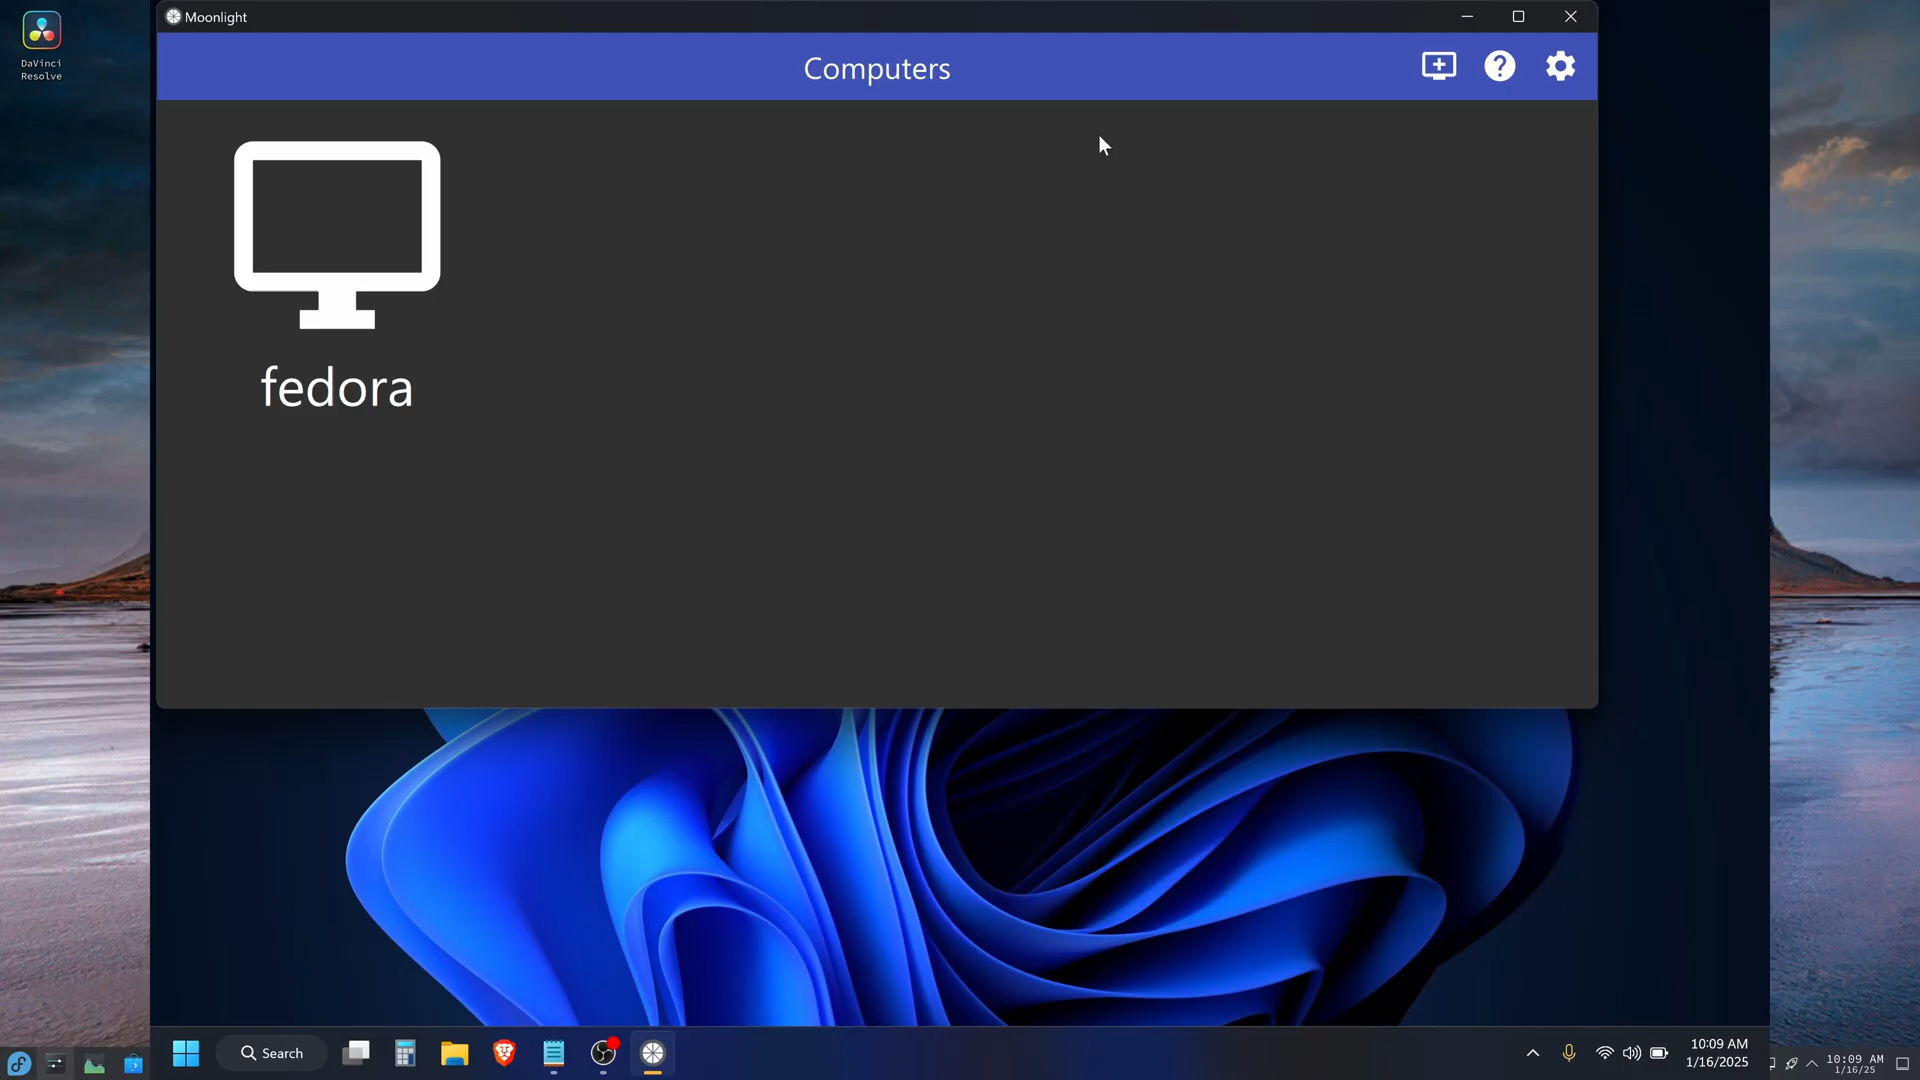 DaVinci
Resolve
Moonlight
Computers
fedora
Search
10:09 AM
1/16/2025
10:09 AM
1/16/25